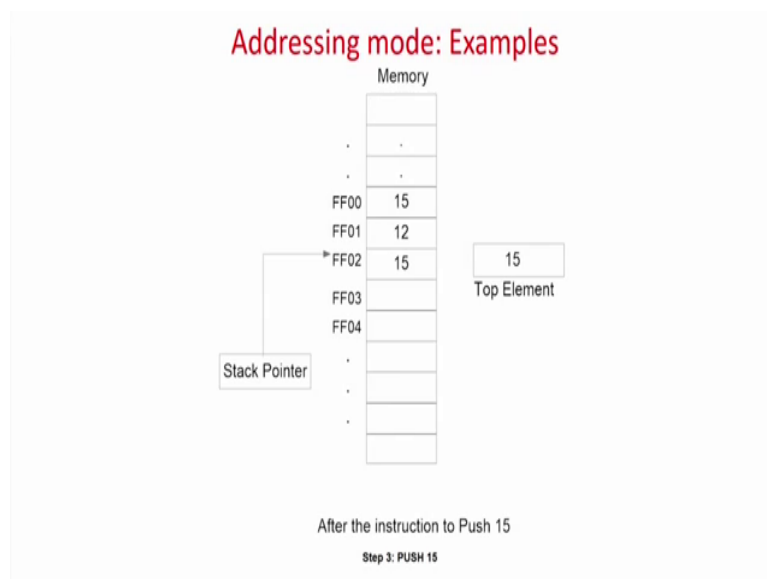 Addressing mode: Examples
Memory
. .
. .
FF00 15
FF01 12
FF02 15
15
Top Element
FF03
FF04
.
Stack Pointer
.
.
After the instruction to Push 15
Step 3: PUSH 15